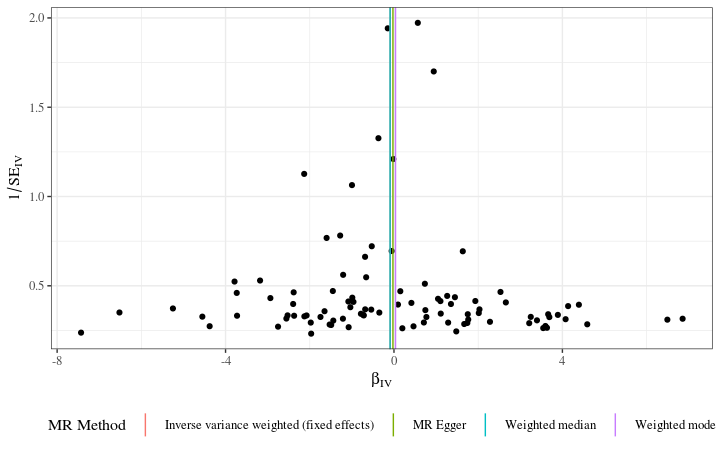 2.0
1.5
1.0
0.5
1/SE_IV
-8
-4
0
4
β_IV
MR Method
Inverse variance weighted (fixed effects)
MR Egger
Weighted median
Weighted mode